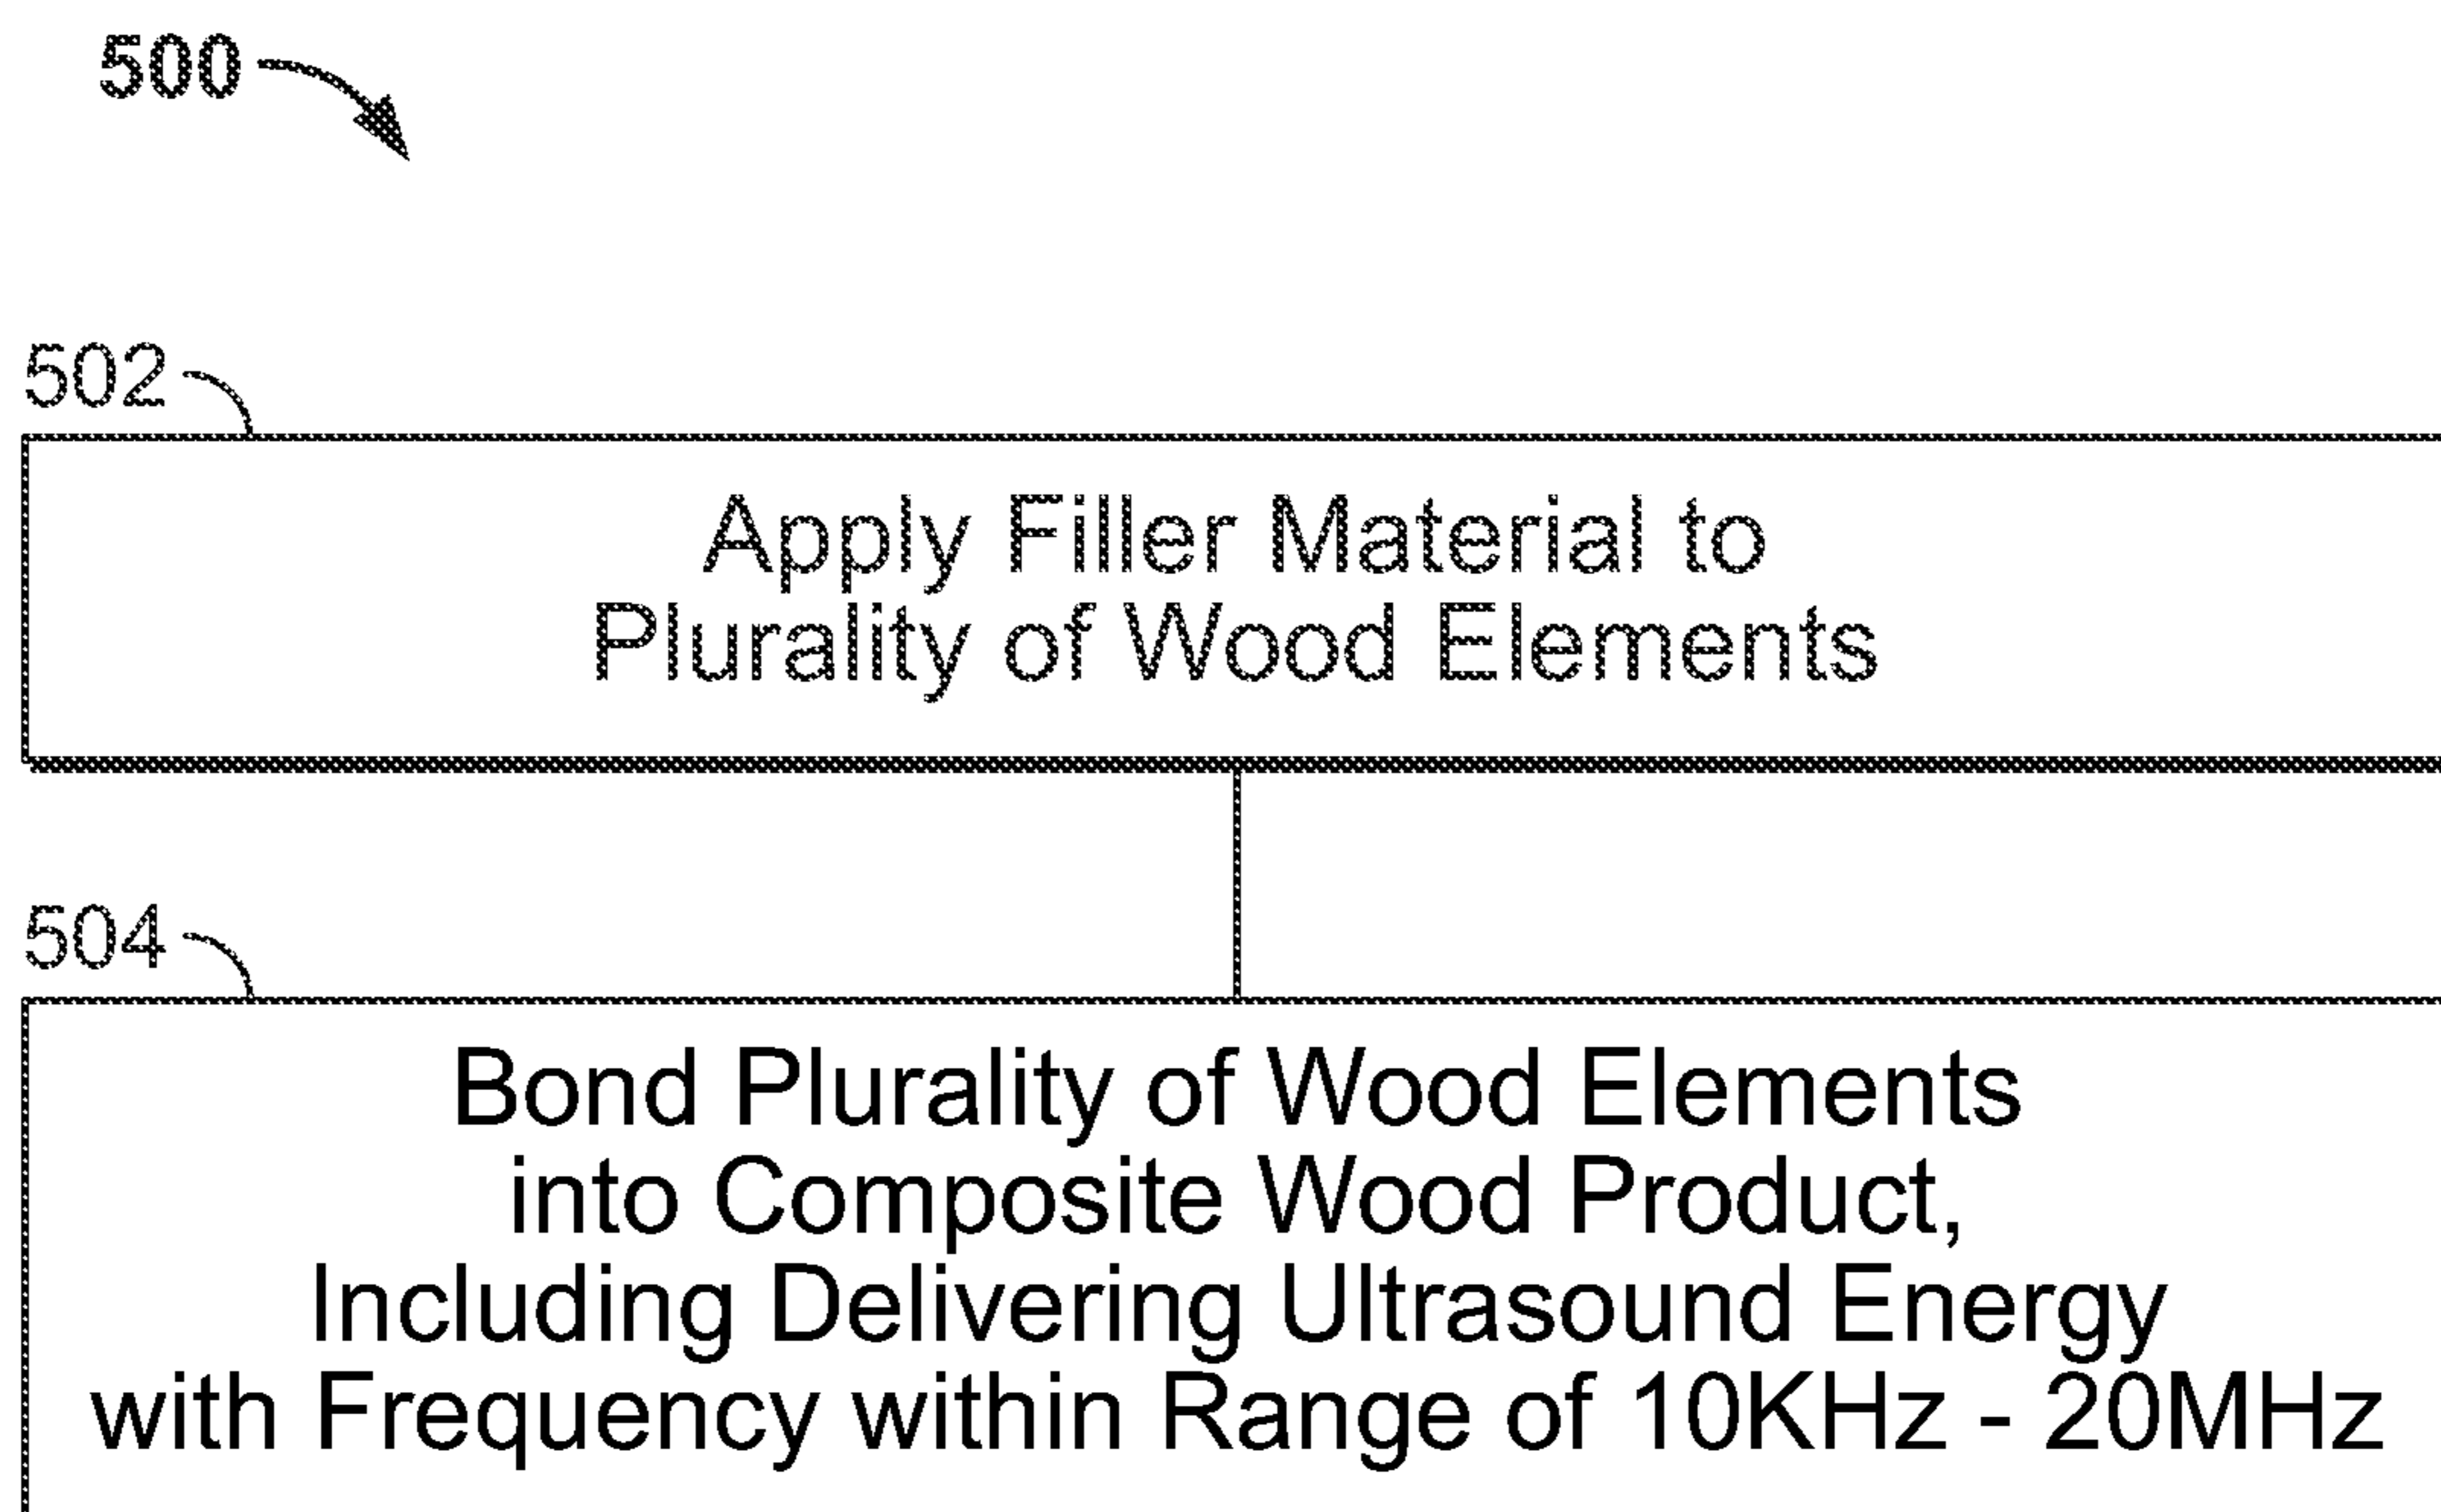 500
502
Apply Filler Material to
Plurality of Wood Elements
504
Bond Plurality of Wood Elements
into Composite Wood Product,
Including Delivering Ultrasound Energy
with Frequency within Range of 10KHz - 20MHz